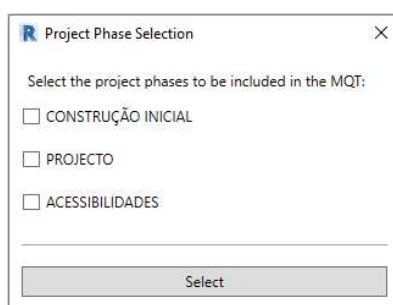 Project Phase Selection
Select the project phases to be included in the MQT:
CONSTRUÇÃO INICIAL
PROJECTO
ACESSIBILIDADES
Select